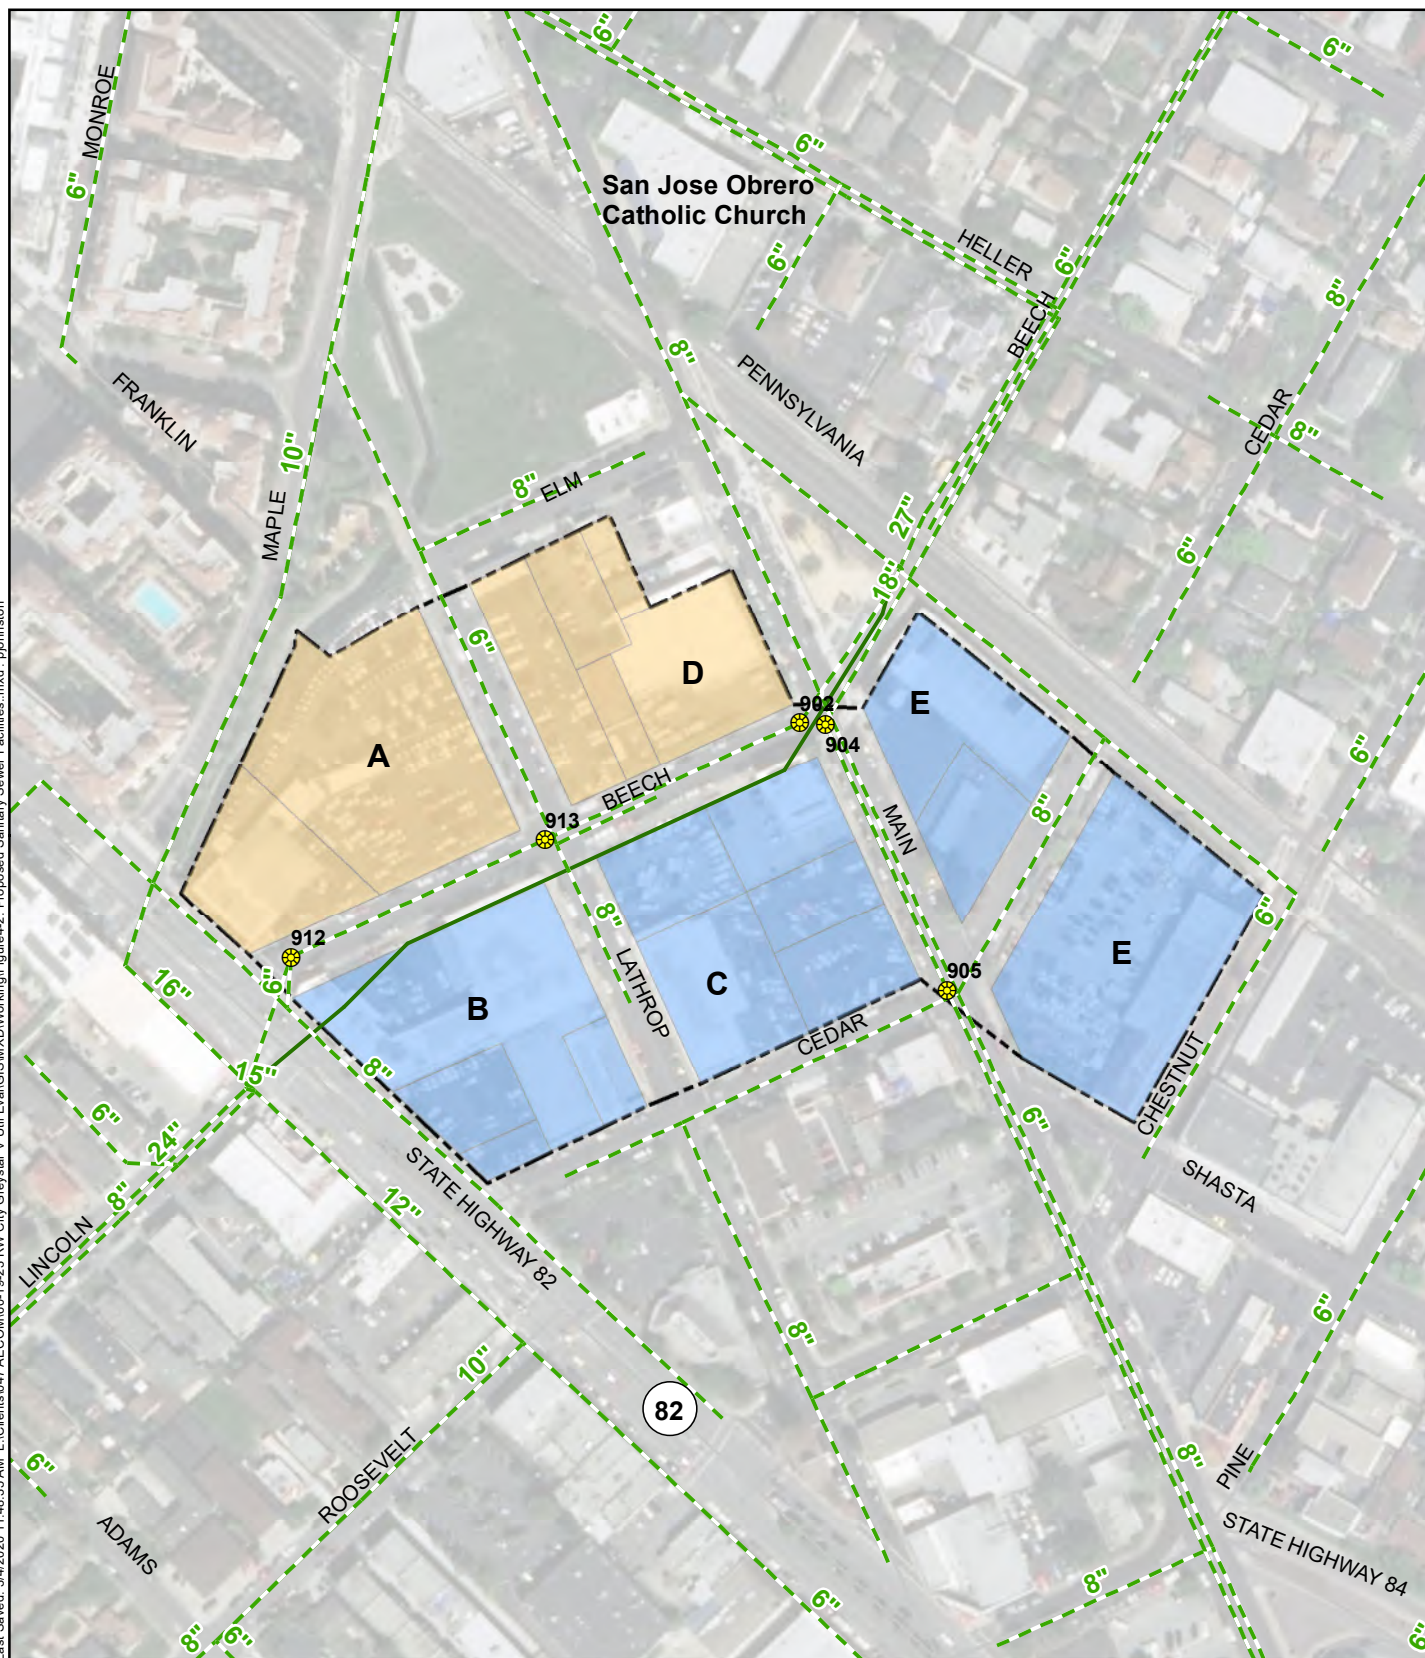 6"
6"
MONROE
6"
6"
San Jose Obrero
Catholic Church
6"
HELLER
6"
6"
BEECH
8"
8"
PENNSYLVANIA
FRANKLIN
CEDAR
8"
10"
MAPLE
8"
ELM
27"
6"
18"
6"
D
E
902
904
A
6"
BEECH
8"
MAIN
913
6"
8"
912
LATHROP
E
905
6"
16"
C
B
CEDAR
CHESTNUT
15"
8"
6"
6"
24"
8"
STATE HIGHWAY 82
SHASTA
12"
LINCOLN
6"
8"
10"
82
ROOSEVELT
8"
PINE
6"
STATE HIGHWAY 84
ADAMS
8"
6"
8"
6"
6"